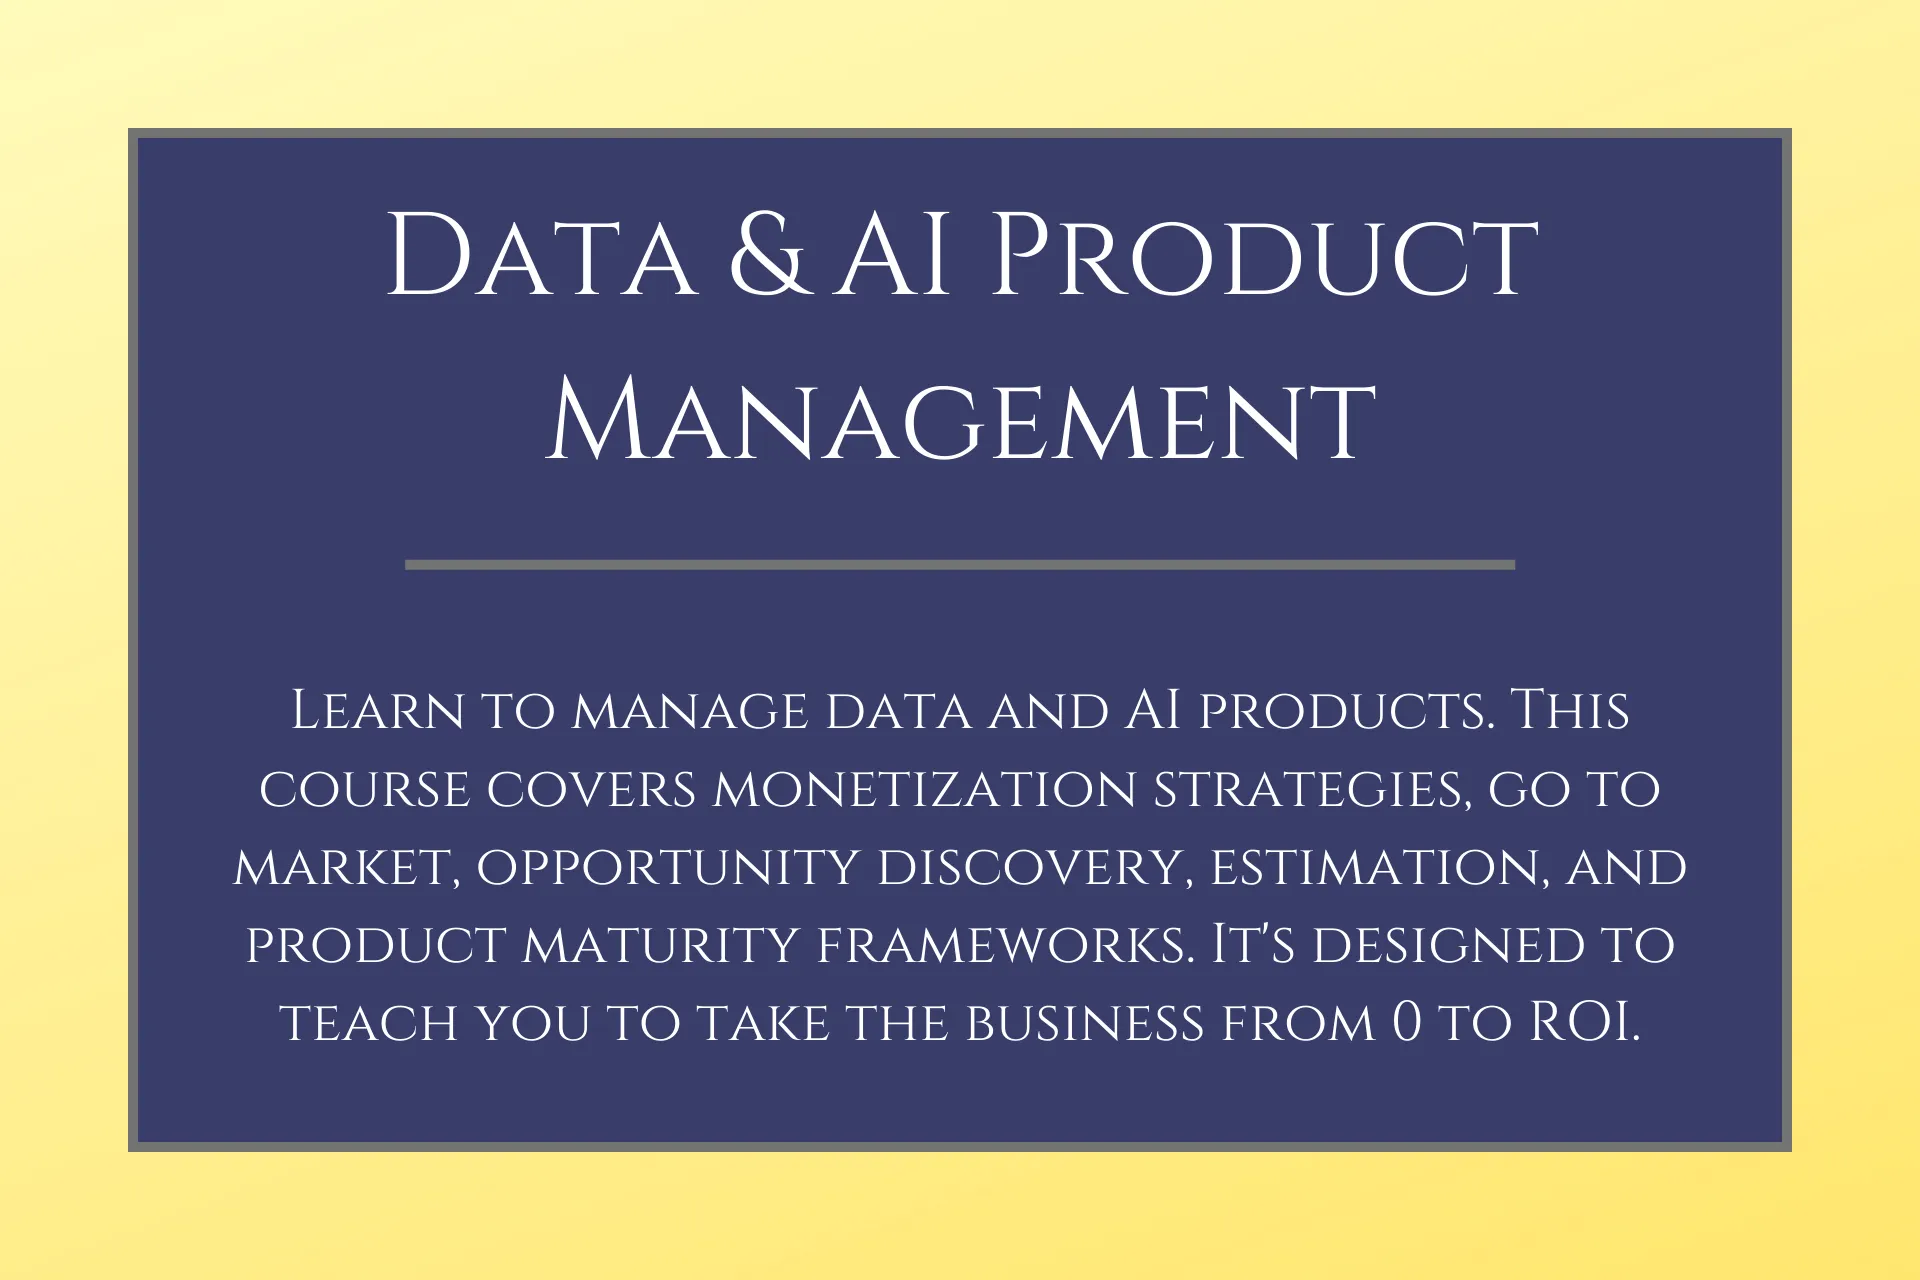 Data & AI Product
Management
Learn to manage data and AI products. This
course covers monetization strategies, go to
market, opportunity discovery, estimation, and
product maturity frameworks. It's designed to
teach you to take the business from 0 to ROI.